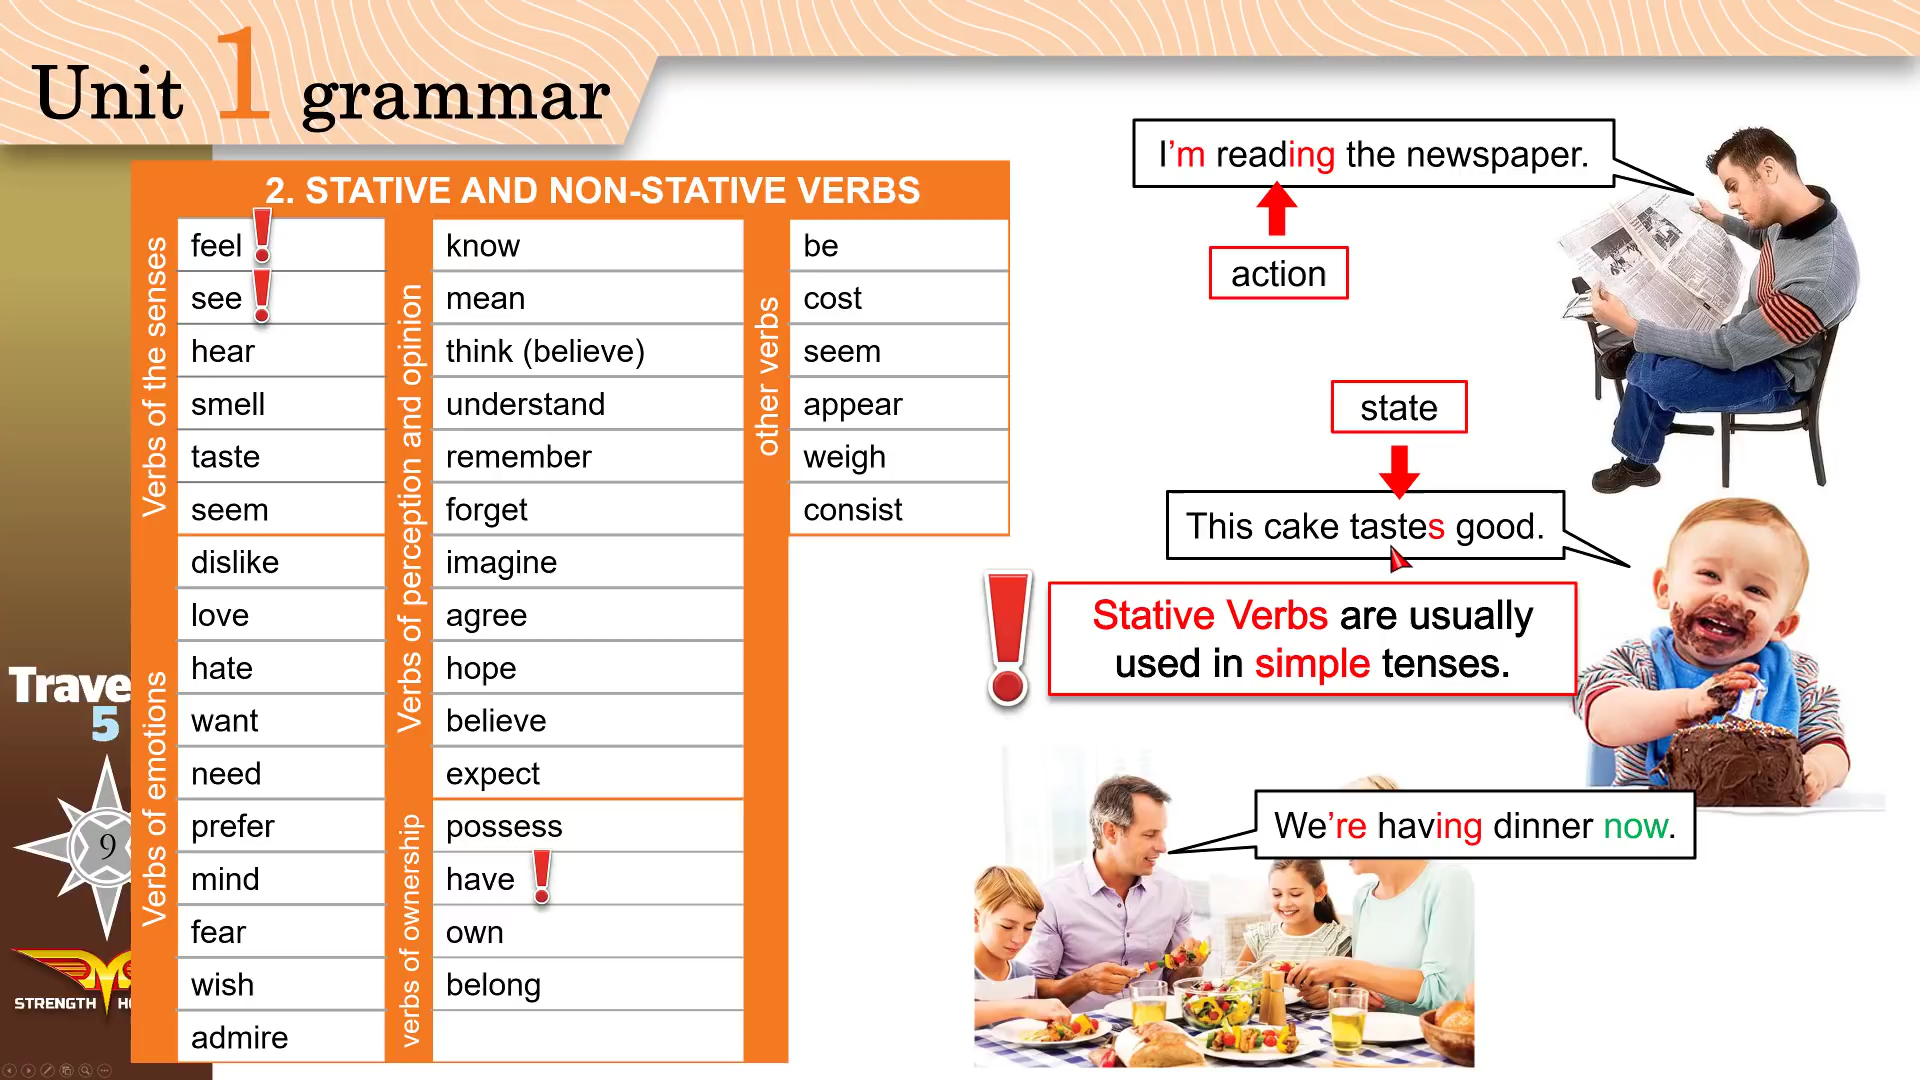 Unit 1 grammar
2. STATIVE AND NON-STATIVE VERBS
Verbs of the senses
feel
see
hear
smell
taste
seem
Verbs of emotions
dislike
love
hate
want
need
prefer
mind
fear
wish
admire
Verbs of perception and opinion
know
mean
think (believe)
understand
remember
forget
imagine
agree
hope
believe
expect
verbs of ownership
possess
have
own
belong
other verbs
be
cost
seem
appear
weigh
consist
I'm reading the newspaper.
action
state
This cake tastes good.
Stative Verbs are usually
used in simple tenses.
We're having dinner now.
Trave
5
9
STRENGTH